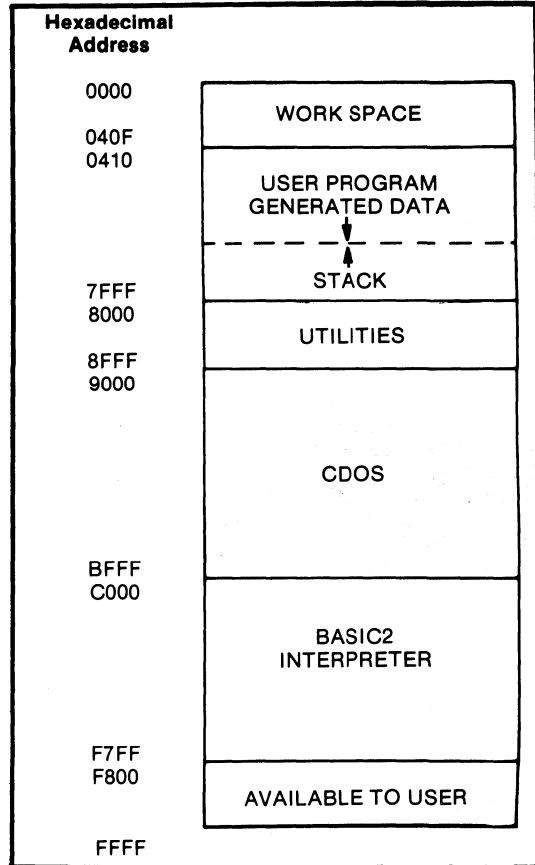 Hexadecimal
Address
0000
WORK SPACE
040F
0410
USER PROGRAM
GENERATED DATA
STACK
7FFF
8000
UTILITIES
8FFF
9000
CDOS
BFFF
C000
BASIC2
INTERPRETER
F7FF
F800
AVAILABLE TO USER
FFFF